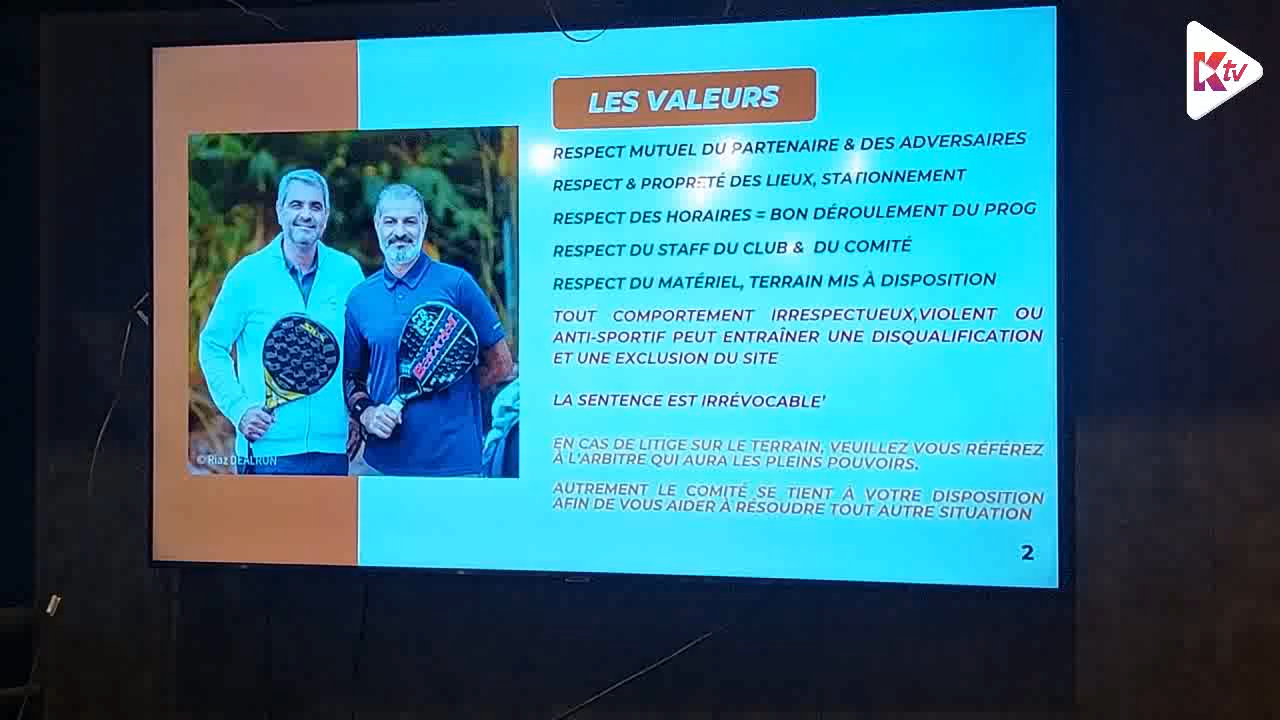 K tv
LES VALEURS
RESPECT MUTUEL DU PARTENAIRE & DES ADVERSAIRES
RESPECT & PROPRETÉ DES LIEUX, STATIONNEMENT
RESPECT DES HORAIRES = BON DÉROULEMENT DU PROG
RESPECT DU STAFF DU CLUB & DU COMITÉ
RESPECT DU MATÉRIEL, TERRAIN MIS À DISPOSITION
TOUT COMPORTEMENT IRRESPECTUEUX,VIOLENT OU
ANTI-SPORTIF PEUT ENTRAÎNER UNE DISQUALIFICATION
ET UNE EXCLUSION DU SITE
LA SENTENCE EST IRRÉVOCABLE'
EN CAS DE LITIGE SUR LE TERRAIN, VEUILLEZ VOUS RÉFÉREZ
À L'ARBITRE QUI AURA LES PLEINS POUVOIRS.
AUTREMENT LE COMITÉ SE TIENT À VOTRE DISPOSITION
AFIN DE VOUS AIDER À RÉSOUDRE TOUT AUTRE SITUATION
© Riaz DEALRON
2